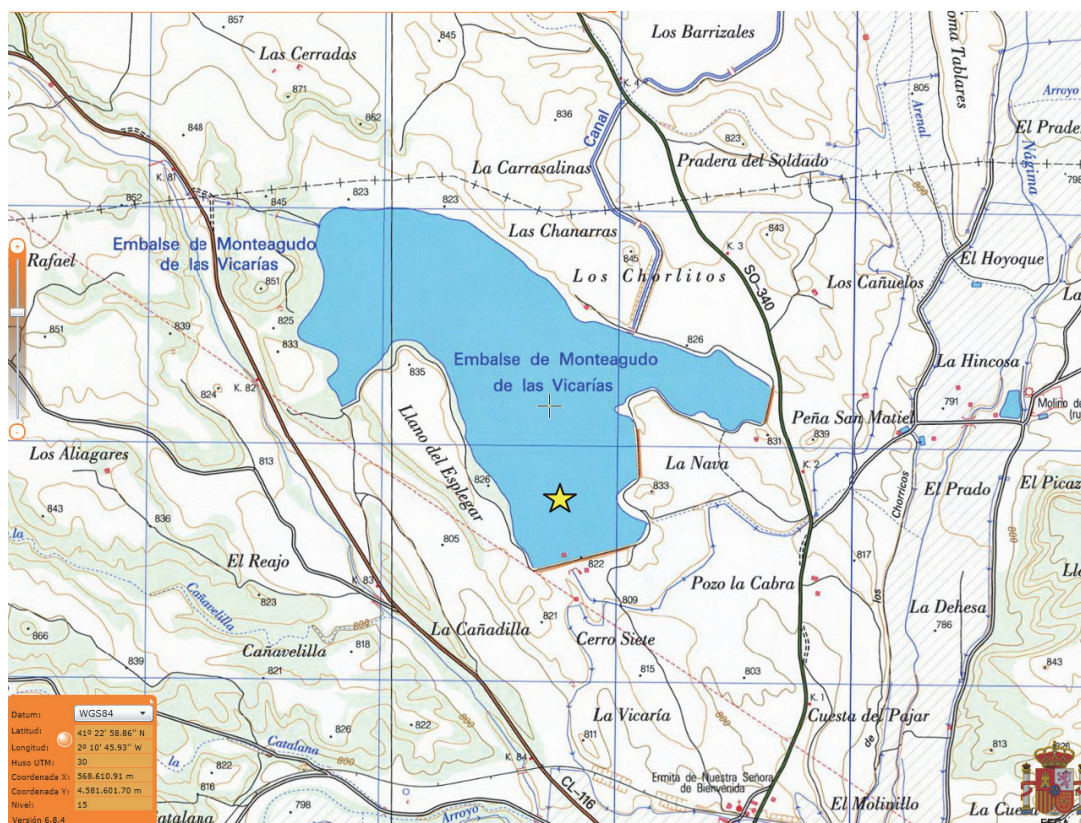 857
845
Las Cerradas
871
862
848
K. 81
852
845
823
823
Los Barrizales
K. 4
836
Canal
823
La Carrasalinas
Pradera del Soldado
Loma Tablares
805
Arenal
Arroyo
Nágima
800
798
Embalse de Monteagudo
de las Vicarías
Rafael
851
825
833
851
839
Las Chanarras
845
Los Chorlitos
843
K. 3
SO-340
El Hoyoque
Los Cañuelos
826
La Hincosa
K. 82
824
835
Embalse de Monteagudo
de las Vicarías
Llano del Esplegar
791
Molino de
831
839
Peña San Matiel
Los Aliagares
813
La Nava
K. 2
826
833
843
836
805
El Prado
Chorricos
El Picaz
800
El Reajo
K. 83
822
Pozo la Cabra
817
los
823
Cañavelilla
809
821
La Dehesa
786
866
Cañavelilla
800
818
La Cañadilla
Cerro Siete
839
821
815
803
843
La Vicaría
K. 1
Cuesta del Pajar
822
826
800
811
de
813
826
Catalana
la
822
816
798
K. 84
CL-116
Ermita de Nuestra Señora
de Bienvenida
El Molinillo
Arroyo
Catalana
+
-
Datum: WGS84
Latitud: 41º 22' 58.86" N
Longitud: 2º 10' 45.93" W
Huso UTM: 30
Coordenada X: 568.610.91 m
Coordenada Y: 4.581.601.70 m
Nivel: 15
Versión 6.8.4